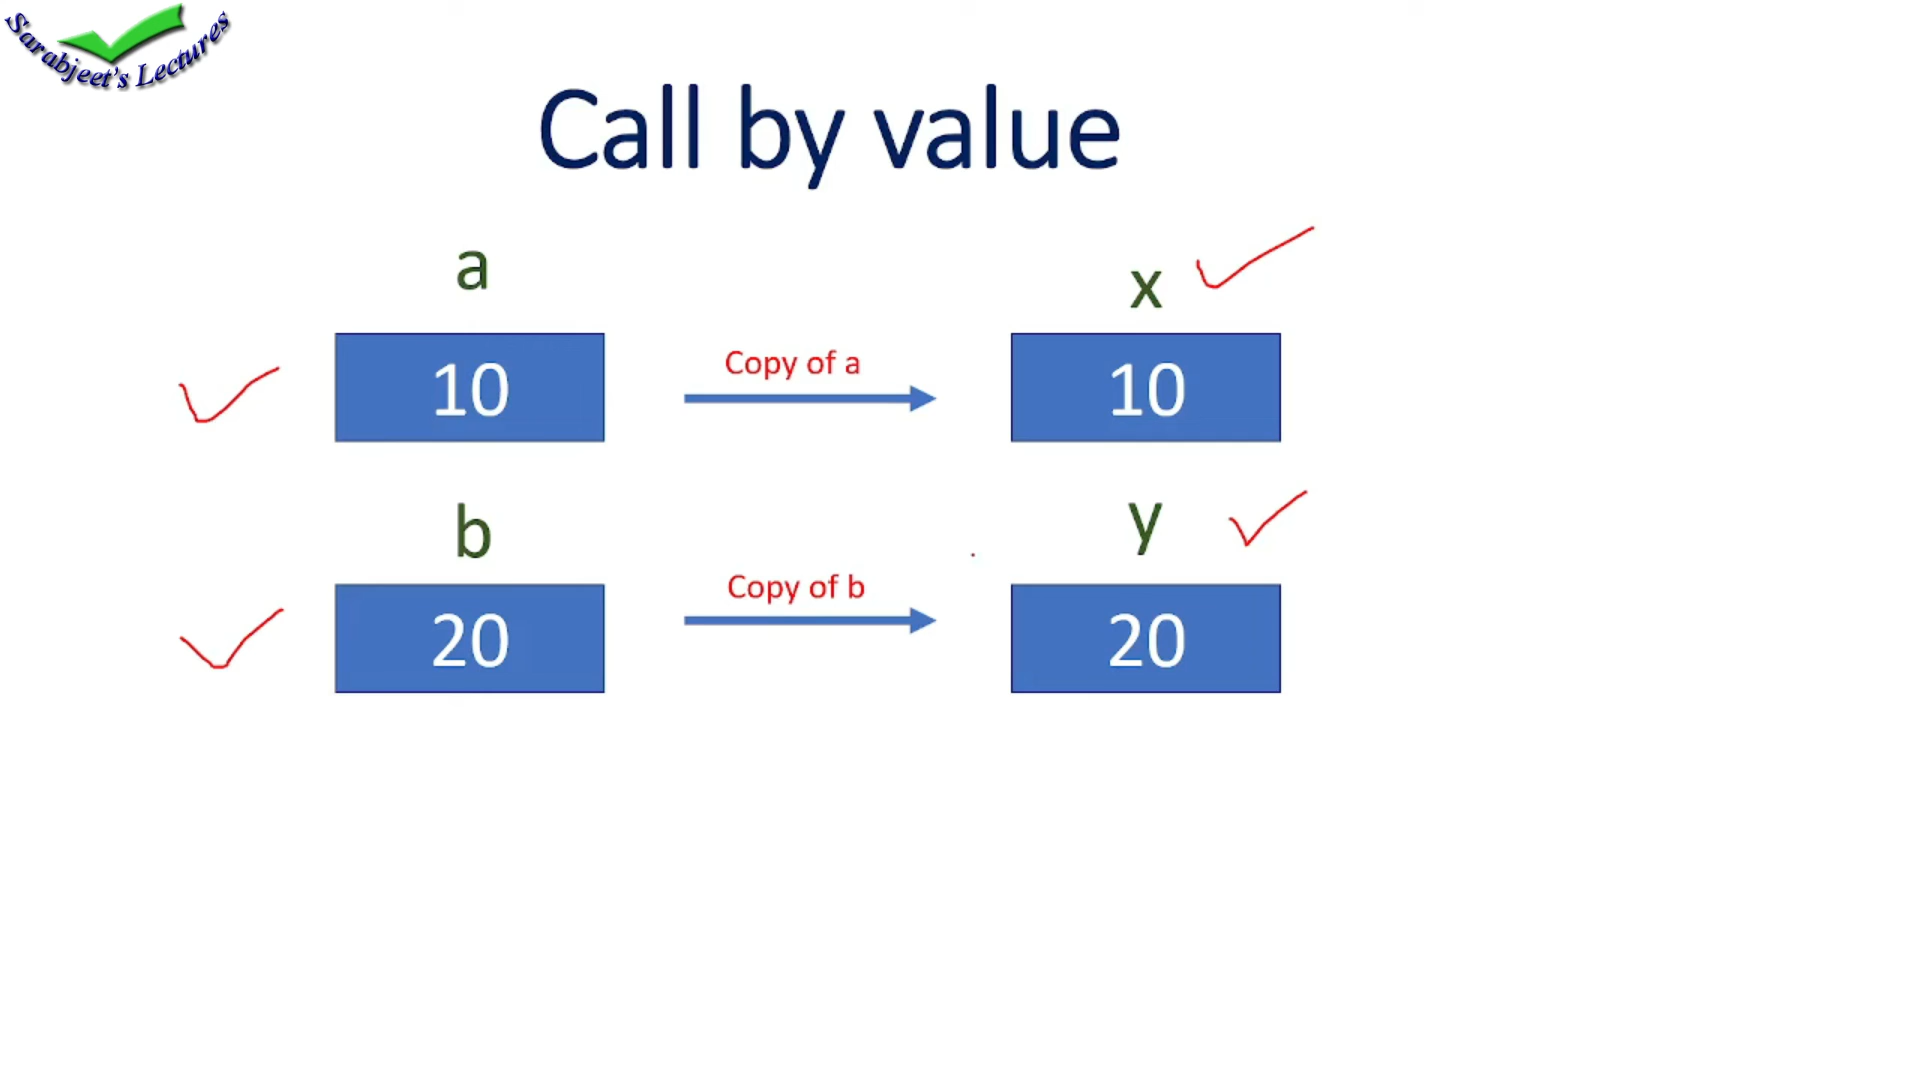 Sarabjeet's Lectures
Call by value
a
x
10
Copy of a
10
b
y
20
Copy of b
20